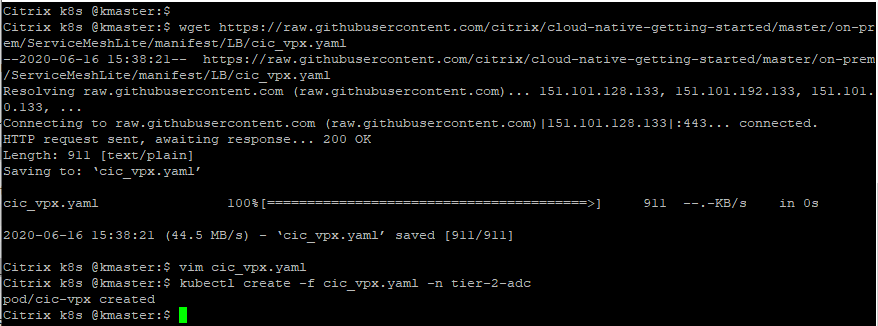 Citrix k8s @kmaster:$
Citrix k8s @kmaster:$ wget https://raw.githubusercontent.com/citrix/cloud-native-getting-started/master/on-pr
em/ServiceMeshLite/manifest/LB/cic_vpx.yaml
--2020-06-16 15:38:21--  https://raw.githubusercontent.com/citrix/cloud-native-getting-started/master/on-prem
/ServiceMeshLite/manifest/LB/cic_vpx.yaml
Resolving raw.githubusercontent.com (raw.githubusercontent.com)... 151.101.128.133, 151.101.192.133, 151.101.
0.133, ...
Connecting to raw.githubusercontent.com (raw.githubusercontent.com)|151.101.128.133|:443... connected.
HTTP request sent, awaiting response... 200 OK
Length: 911 [text/plain]
Saving to: ‘cic_vpx.yaml’
cic_vpx.yaml                100%[========================================>]     911  --.-KB/s    in 0s
2020-06-16 15:38:21 (44.5 MB/s) - ‘cic_vpx.yaml’ saved [911/911]
Citrix k8s @kmaster:$ vim cic_vpx.yaml
Citrix k8s @kmaster:$ kubectl create -f cic_vpx.yaml -n tier-2-adc
pod/cic-vpx created
Citrix k8s @kmaster:$